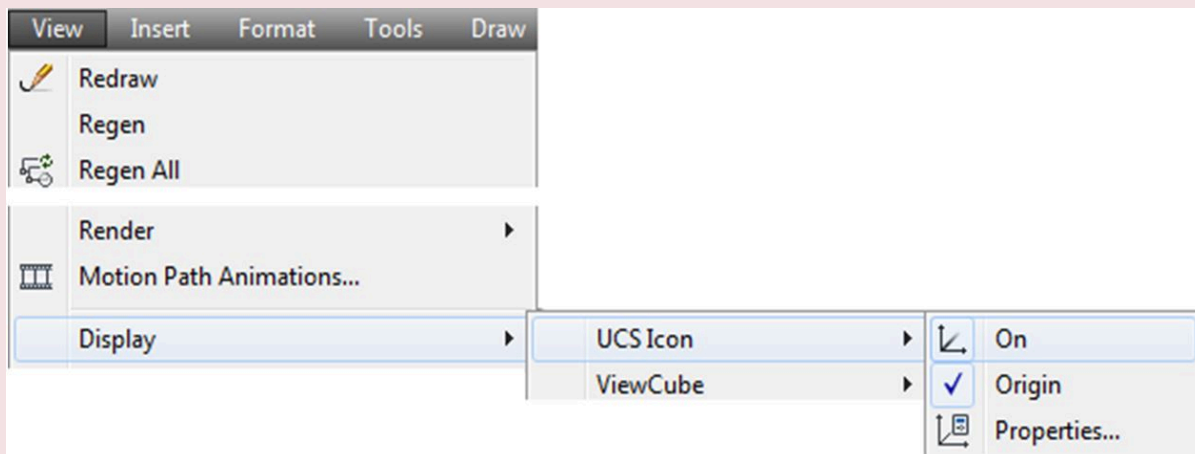 View Insert Format Tools Draw
Redraw
Regen
Regen All
Render
Motion Path Animations...
Display UCS Icon On
ViewCube Origin
Properties...